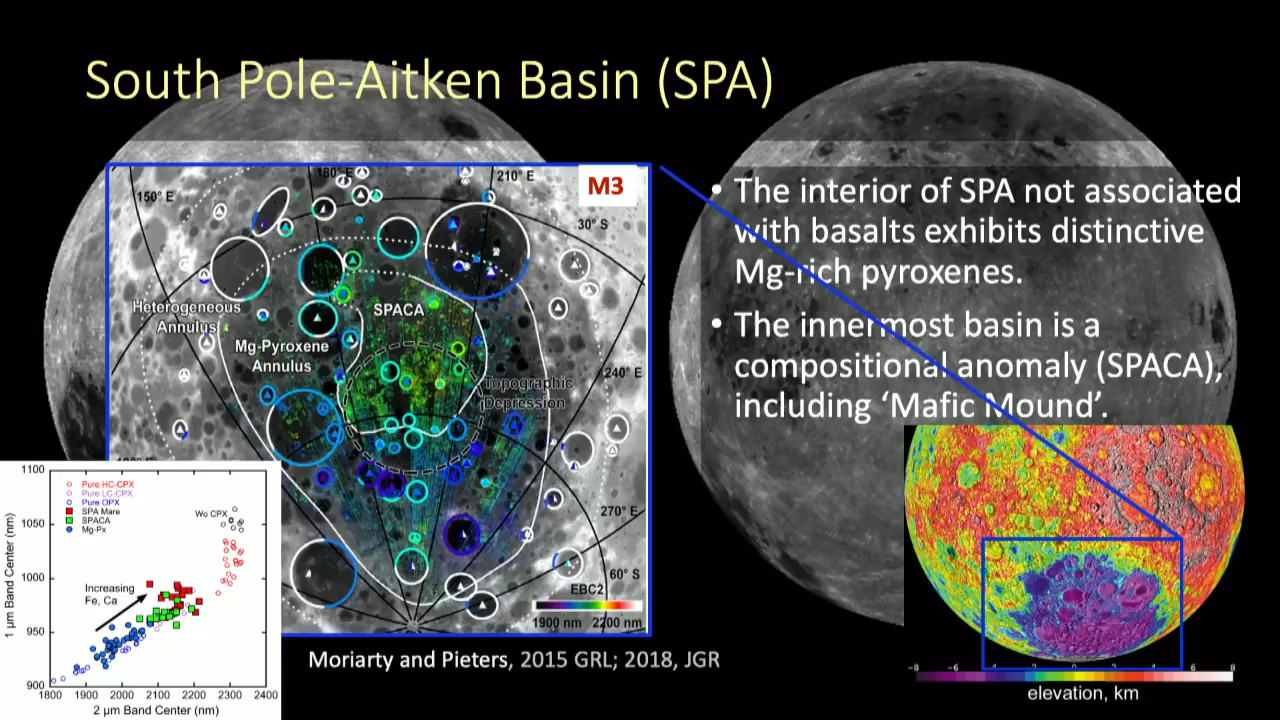 South Pole-Aitken Basin (SPA)
M3
150° E
180° E
210° E
30° S
Heterogeneous
Annulus
SPACA
Mg-Pyroxene
Annulus
240° E
Topographic
Depression
270° E
60° S
EBC2
1900 nm 2200 nm
• The interior of SPA not associated
with basalts exhibits distinctive
Mg-rich pyroxenes.
• The innermost basin is a
compositional anomaly (SPACA),
including ‘Mafic Mound’.
1100
1050
1000
950
900
1 µm Band Center (nm)
Pure HC-CPX
Pure LC-CPX
Pure OPX
SPA Mare
SPACA
Mg-Px
Wo CPX
Increasing
Fe, Ca
1800 1900 2000 2100 2200 2300 2400
2 µm Band Center (nm)
Moriarty and Pieters, 2015 GRL; 2018, JGR
−8 −6 −4 −2 0 2 4 6 8
elevation, km